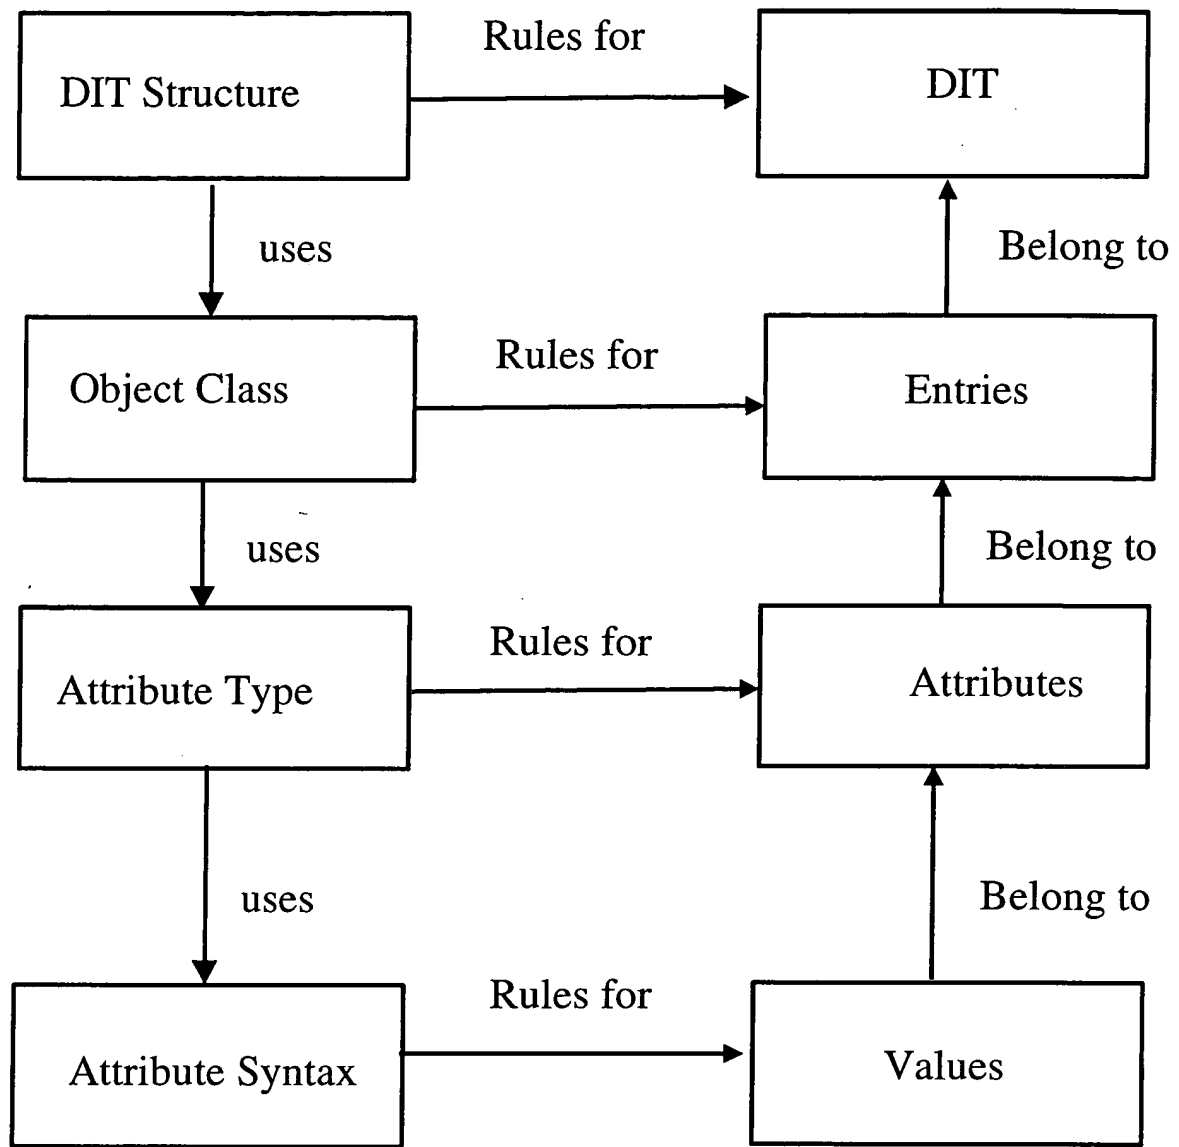 Rules for
DIT Structure
DIT
uses
Belong to
Rules for
Object Class
Entries
uses
Belong to
Rules for
Attribute Type
Attributes
uses
Belong to
Rules for
Attribute Syntax
Values